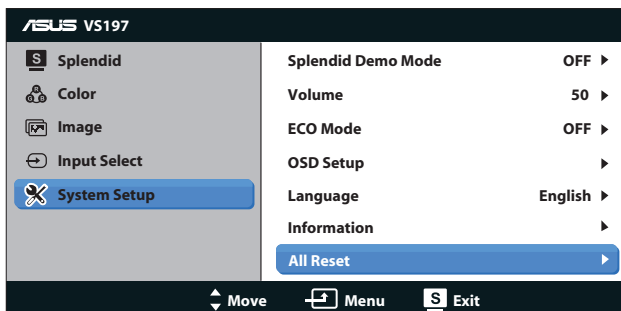 ASUS VS197
S Splendid
Color
Image
Input Select
System Setup
Splendid Demo Mode OFF
Volume 50
ECO Mode OFF
OSD Setup
Language English
Information
All Reset
Move Menu S Exit